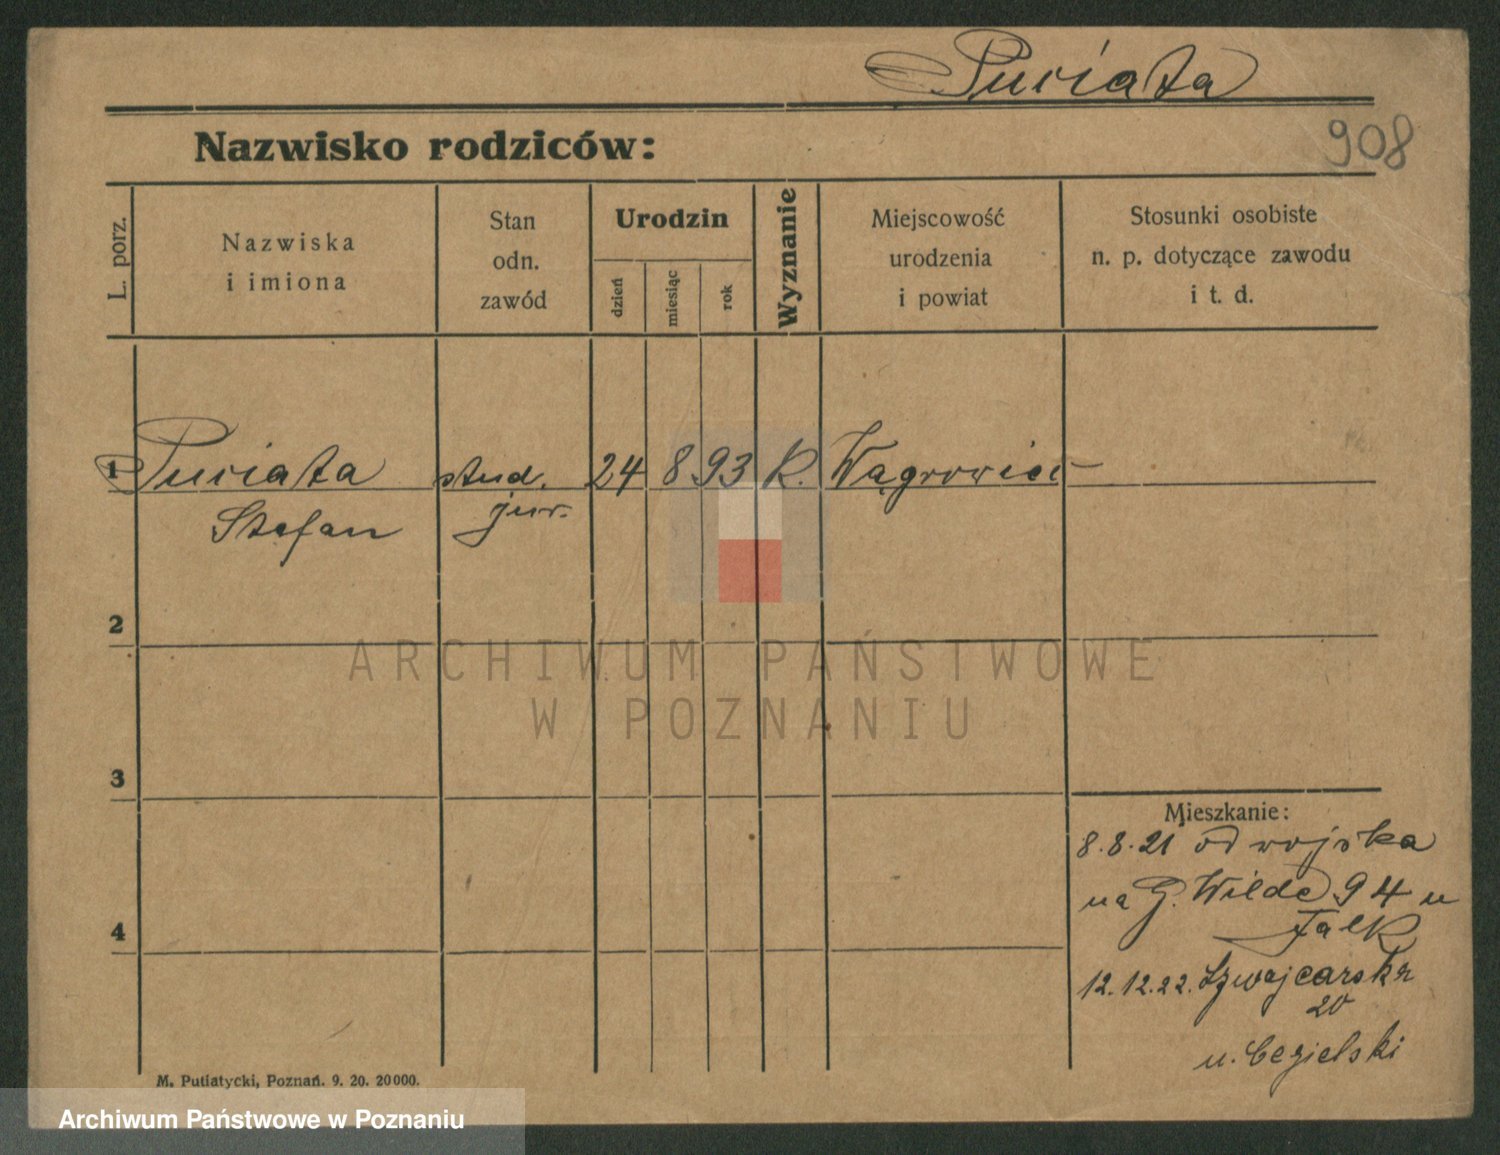 Puviata
908
Nazwisko rodziców:
L. porz.
Nazwiska
i imiona
Stan
odn.
zawód
Urodzin
dzień
miesiąc
rok
Wyznanie
Miejscowość
urodzenia
i powiat
Stosunki osobiste
n. p. dotyczące zawodu
i t. d.
1 Puviata stud. 24 8 93 K. Wągrowiec –
Stefan jur.
2
3
4
Mieszkanie:
8.8.21 od wojska
na G. Wilde 94 u
Falk
12.12.22. Szwajcarska
20
u. Cegielski
M. Putiatycki, Poznań. 9. 20. 20000.
ARCHIWUM PAŃSTWOWE
W POZNANIU
Archiwum Państwowe w Poznaniu